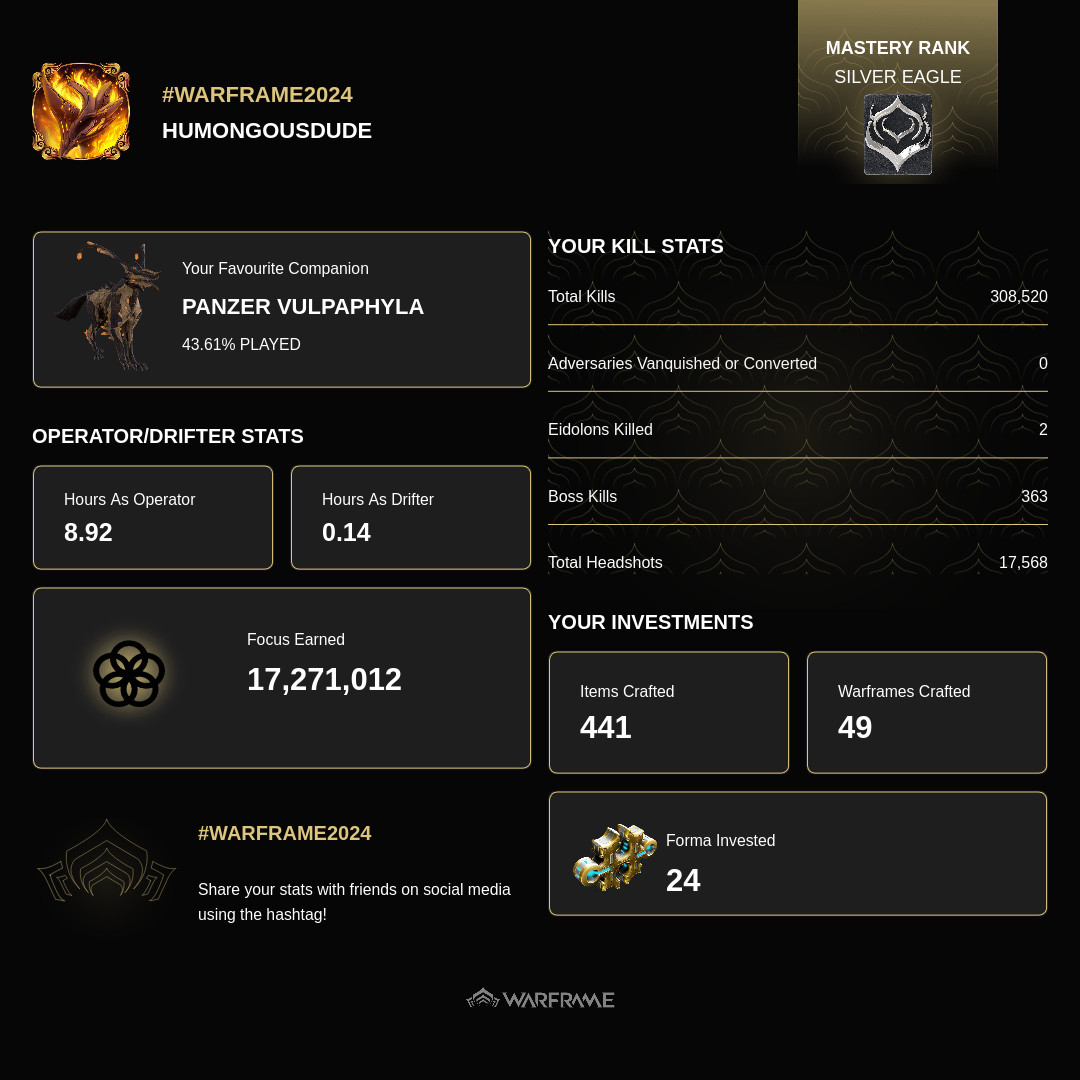 MASTERY RANK
SILVER EAGLE
#WARFRAME2024
HUMONGOUSDUDE
Your Favourite Companion
PANZER VULPAPHYLA
43.61% PLAYED
OPERATOR/DRIFTER STATS
Hours As Operator
8.92
Hours As Drifter
0.14
Focus Earned
17,271,012
#WARFRAME2024
Share your stats with friends on social media
using the hashtag!
YOUR KILL STATS
Total Kills 308,520
Adversaries Vanquished or Converted 0
Eidolons Killed 2
Boss Kills 363
Total Headshots 17,568
YOUR INVESTMENTS
Items Crafted
441
Warframes Crafted
49
Forma Invested
24
WARFRAME